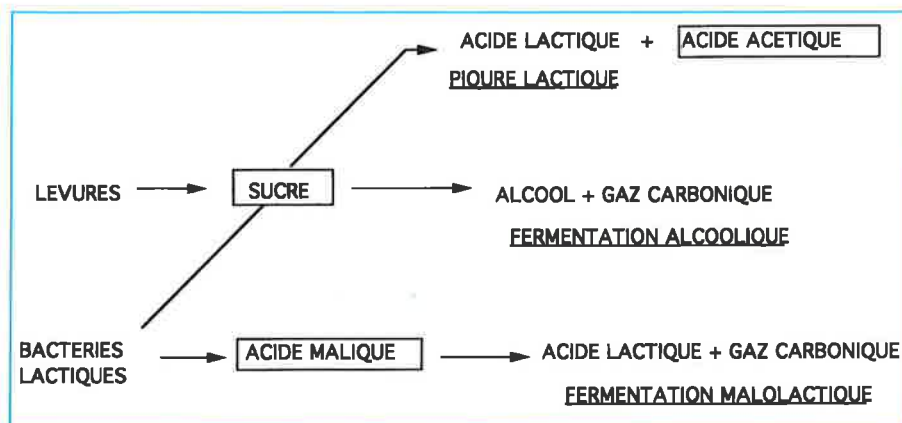 ACIDE LACTIQUE + ACIDE ACETIQUE
PIQURE LACTIQUE
LEVURES SUCRE ALCOOL + GAZ CARBONIQUE
FERMENTATION ALCOOLIQUE
BACTERIES
LACTIQUES
ACIDE MALIQUE ACIDE LACTIQUE + GAZ CARBONIQUE
FERMENTATION MALOLACTIQUE